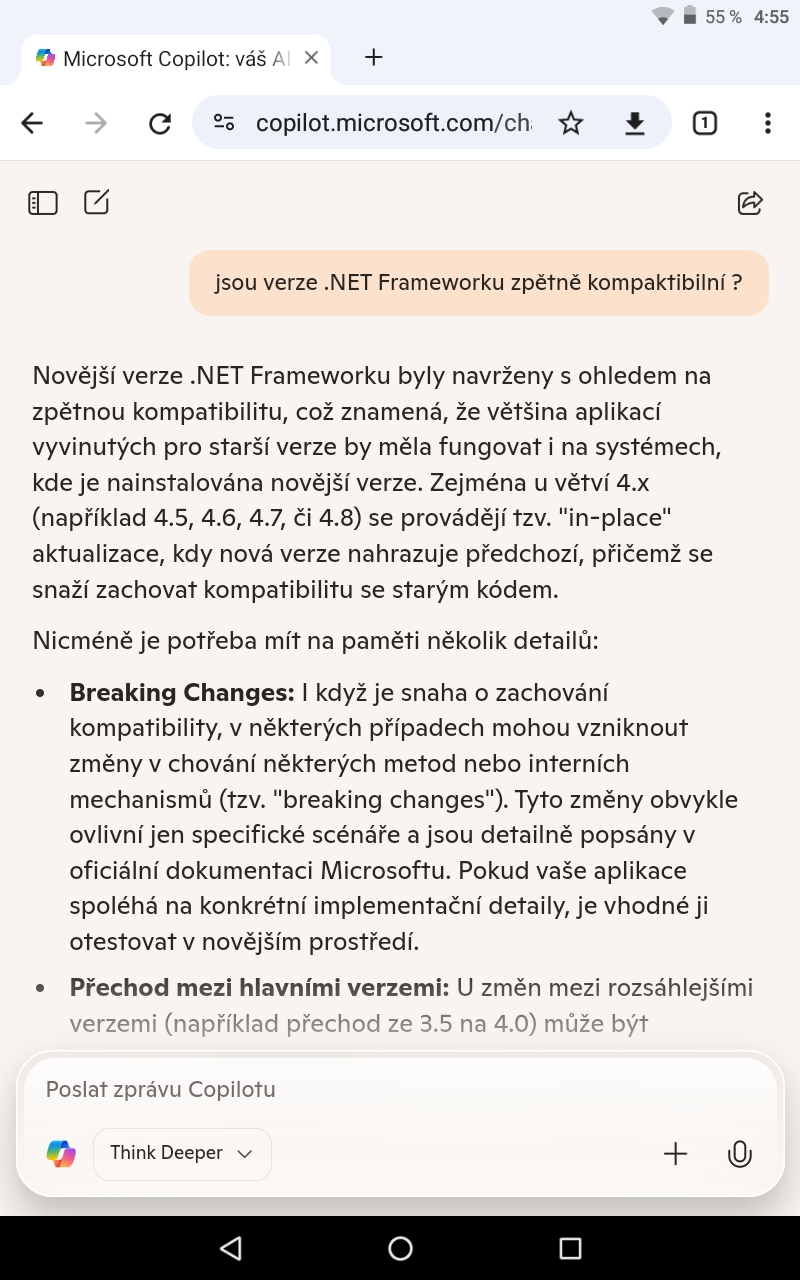 55 % 4:55
Microsoft Copilot: váš AI
copilot.microsoft.com/ch
1
jsou verze .NET Frameworku zpětně kompaktibilní ?
Novější verze .NET Frameworku byly navrženy s ohledem na
zpětnou kompatibilitu, což znamená, že většina aplikací
vyvinutých pro starší verze by měla fungovat i na systémech,
kde je nainstalována novější verze. Zejména u větví 4.x
(například 4.5, 4.6, 4.7, či 4.8) se provádějí tzv. "in-place"
aktualizace, kdy nová verze nahrazuje předchozí, přičemž se
snaží zachovat kompatibilitu se starým kódem.
Nicméně je potřeba mít na paměti několik detailů:
• Breaking Changes: I když je snaha o zachování
kompatibility, v některých případech mohou vzniknout
změny v chování některých metod nebo interních
mechanismů (tzv. "breaking changes"). Tyto změny obvykle
ovlivní jen specifické scénáře a jsou detailně popsány v
oficiální dokumentaci Microsoftu. Pokud vaše aplikace
spoléhá na konkrétní implementační detaily, je vhodné ji
otestovat v novějším prostředí.
• Přechod mezi hlavními verzemi: U změn mezi rozsáhlejšími
verzemi (například přechod ze 3.5 na 4.0) může být
Poslat zprávu Copilotu
Think Deeper